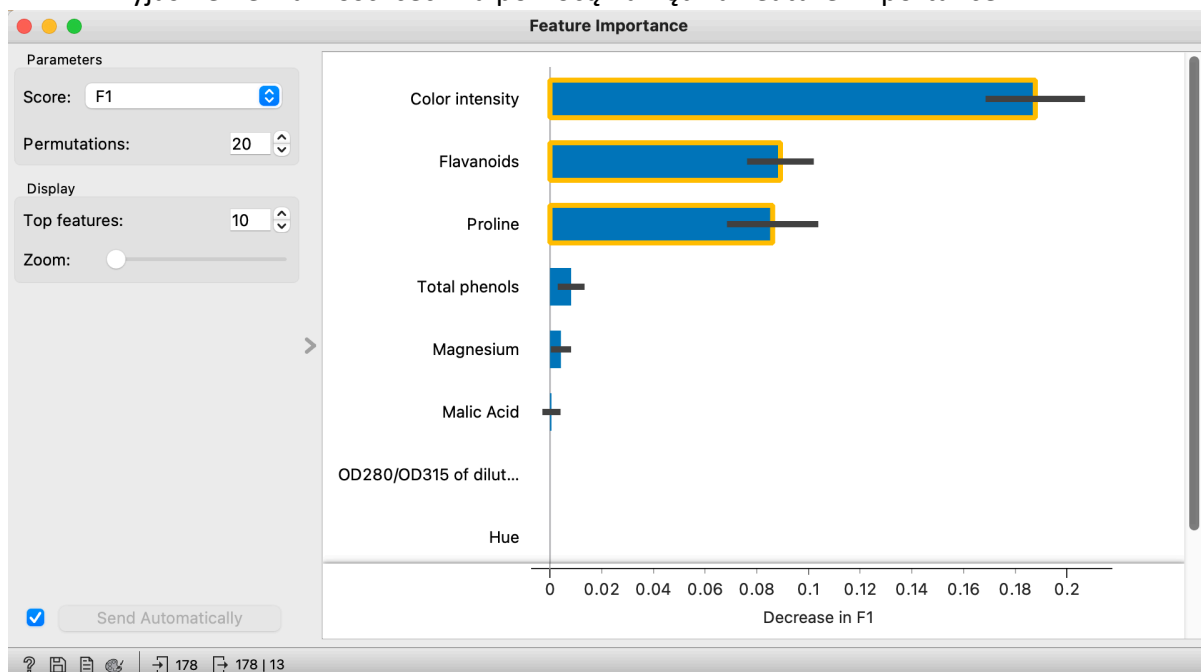 Feature Importance
Parameters
Score: F1
Permutations: 20
Display
Top features: 10
Zoom:
Color intensity
Flavanoids
Proline
Total phenols
Magnesium
Malic Acid
OD280/OD315 of dilut...
Hue
0 0.02 0.04 0.06 0.08 0.1 0.12 0.14 0.16 0.18 0.2
Decrease in F1
Send Automatically
? 178 178 | 13